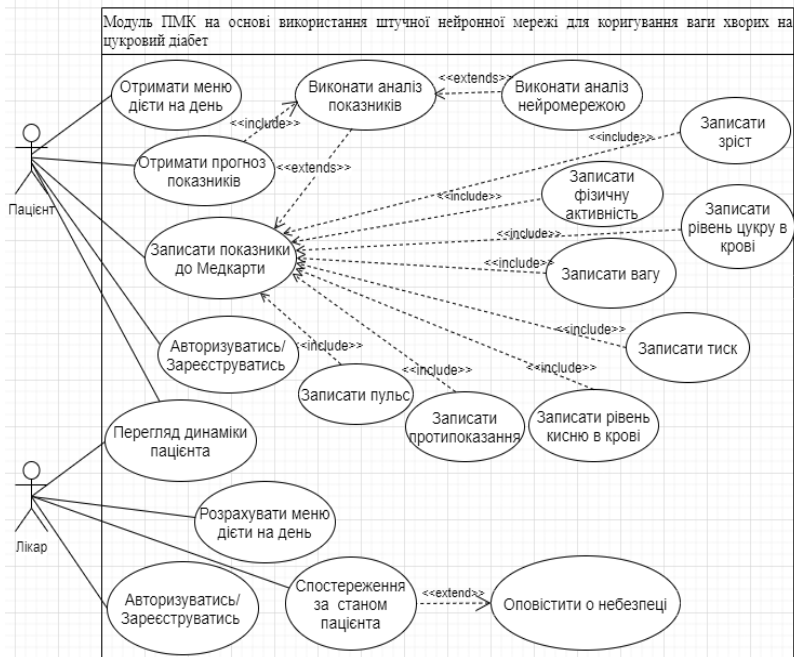 Модуль ПМК на основі використання штучної нейронної мережі для коригування ваги хворих на
цукровий діабет
Отримати меню
дієти на день
Виконати аналіз
показників
<<extends>>
Виконати аналіз
нейромережою
<<include>>
Отримати прогноз
показників
<<extends>>
<<include>>
Записати
зріст
Пацієнт
Записати
фізичну
активність
<<include>>
Записати
рівень цукру в
крові
<<include>>
Записати показники
до Медкарти
<<include>>
Записати вагу
Авторизуватись/
Зареєструватись
<<include>>
<<include>>
Записати тиск
<<include>>
<<include>>
Записати пульс
Записати
протипоказання
Записати рівень
кисню в крові
Перегляд динаміки
пацієнта
Лікар
Розрахувати меню
дієти на день
Авторизуватись/
Зареєструватись
Спостереження
за станом
пацієнта
<<extend>>
Оповістити о небезпеці